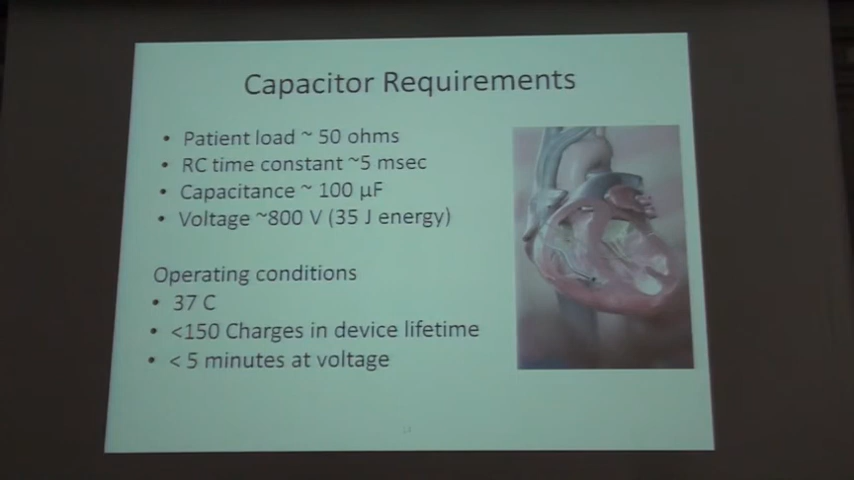 Capacitor Requirements
• Patient load ~ 50 ohms
• RC time constant ~5 msec
• Capacitance ~ 100 µF
• Voltage ~800 V (35 J energy)
Operating conditions
• 37 C
• <150 Charges in device lifetime
• < 5 minutes at voltage